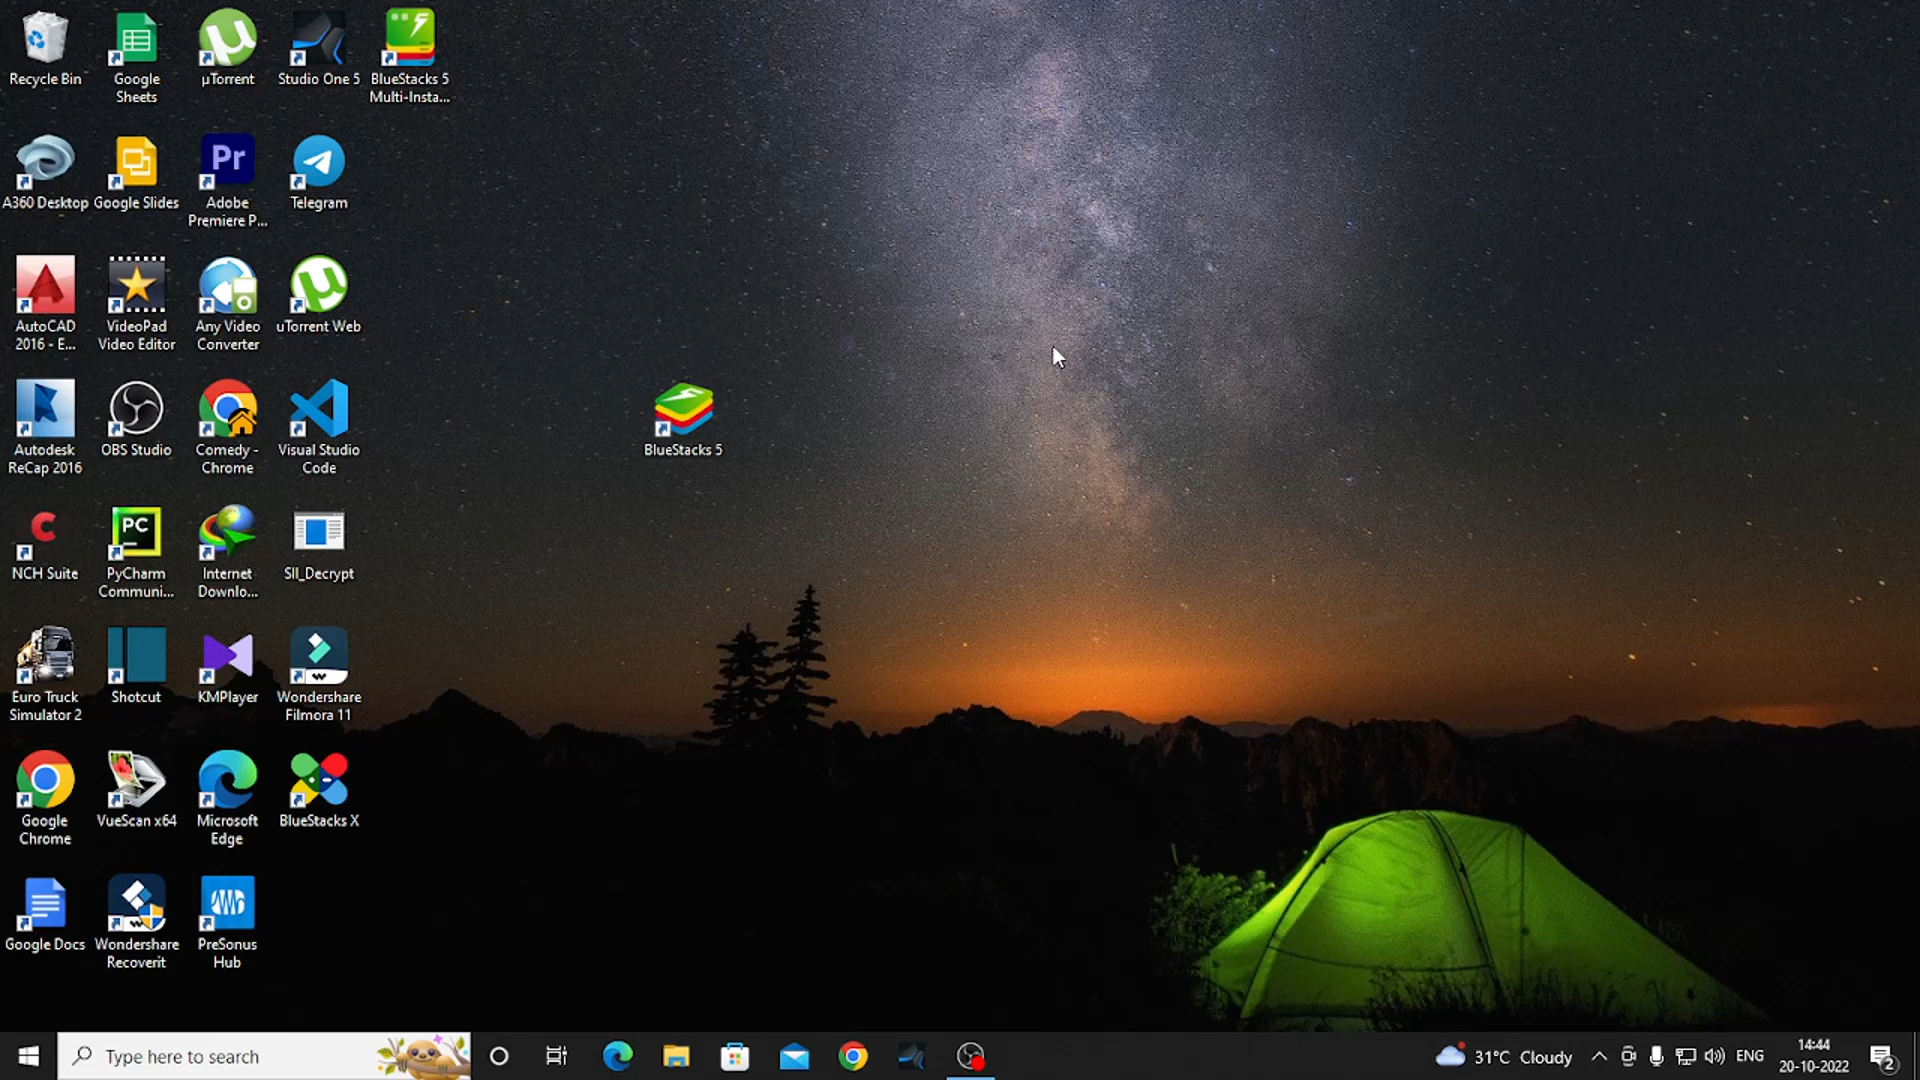 Recycle Bin
Google
Sheets
µTorrent
Studio One 5
BlueStacks 5
Multi-Insta...
A360 Desktop
Google Slides
Pr
Adobe
Premiere P...
Telegram
AutoCAD
2016 - E...
VideoPad
Video Editor
Any Video
Converter
uTorrent Web
Autodesk
ReCap 2016
OBS Studio
Comedy -
Chrome
Visual Studio
Code
BlueStacks 5
C
NCH Suite
PC
PyCharm
Communi...
Internet
Downlo...
SII_Decrypt
Euro Truck
Simulator 2
Shotcut
KMPlayer
Wondershare
Filmora 11
Google
Chrome
VueScan x64
Microsoft
Edge
BlueStacks X
Google Docs
Wondershare
Recoverit
PreSonus
Hub
Type here to search
31°C Cloudy
ENG
14:44
20-10-2022
2